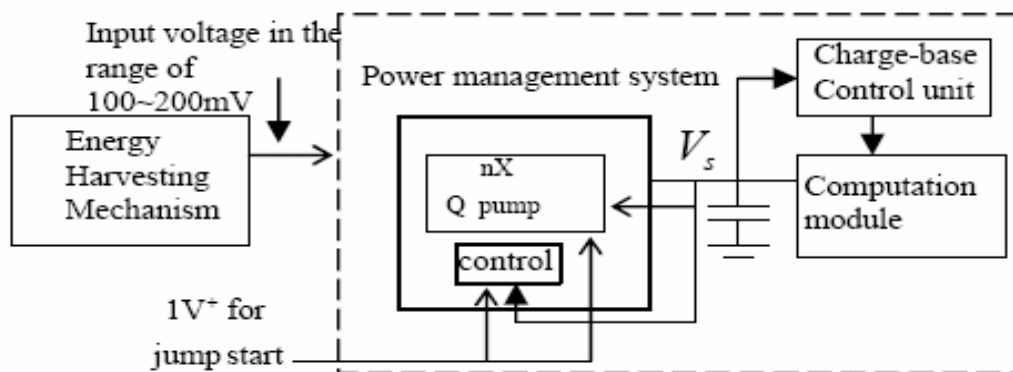 Input voltage in the
range of
100~200mV
Energy
Harvesting
Mechanism
Power management system
nX
Q pump
control
Vs
Charge-base
Control unit
Computation
module
1V⁺ for
jump start